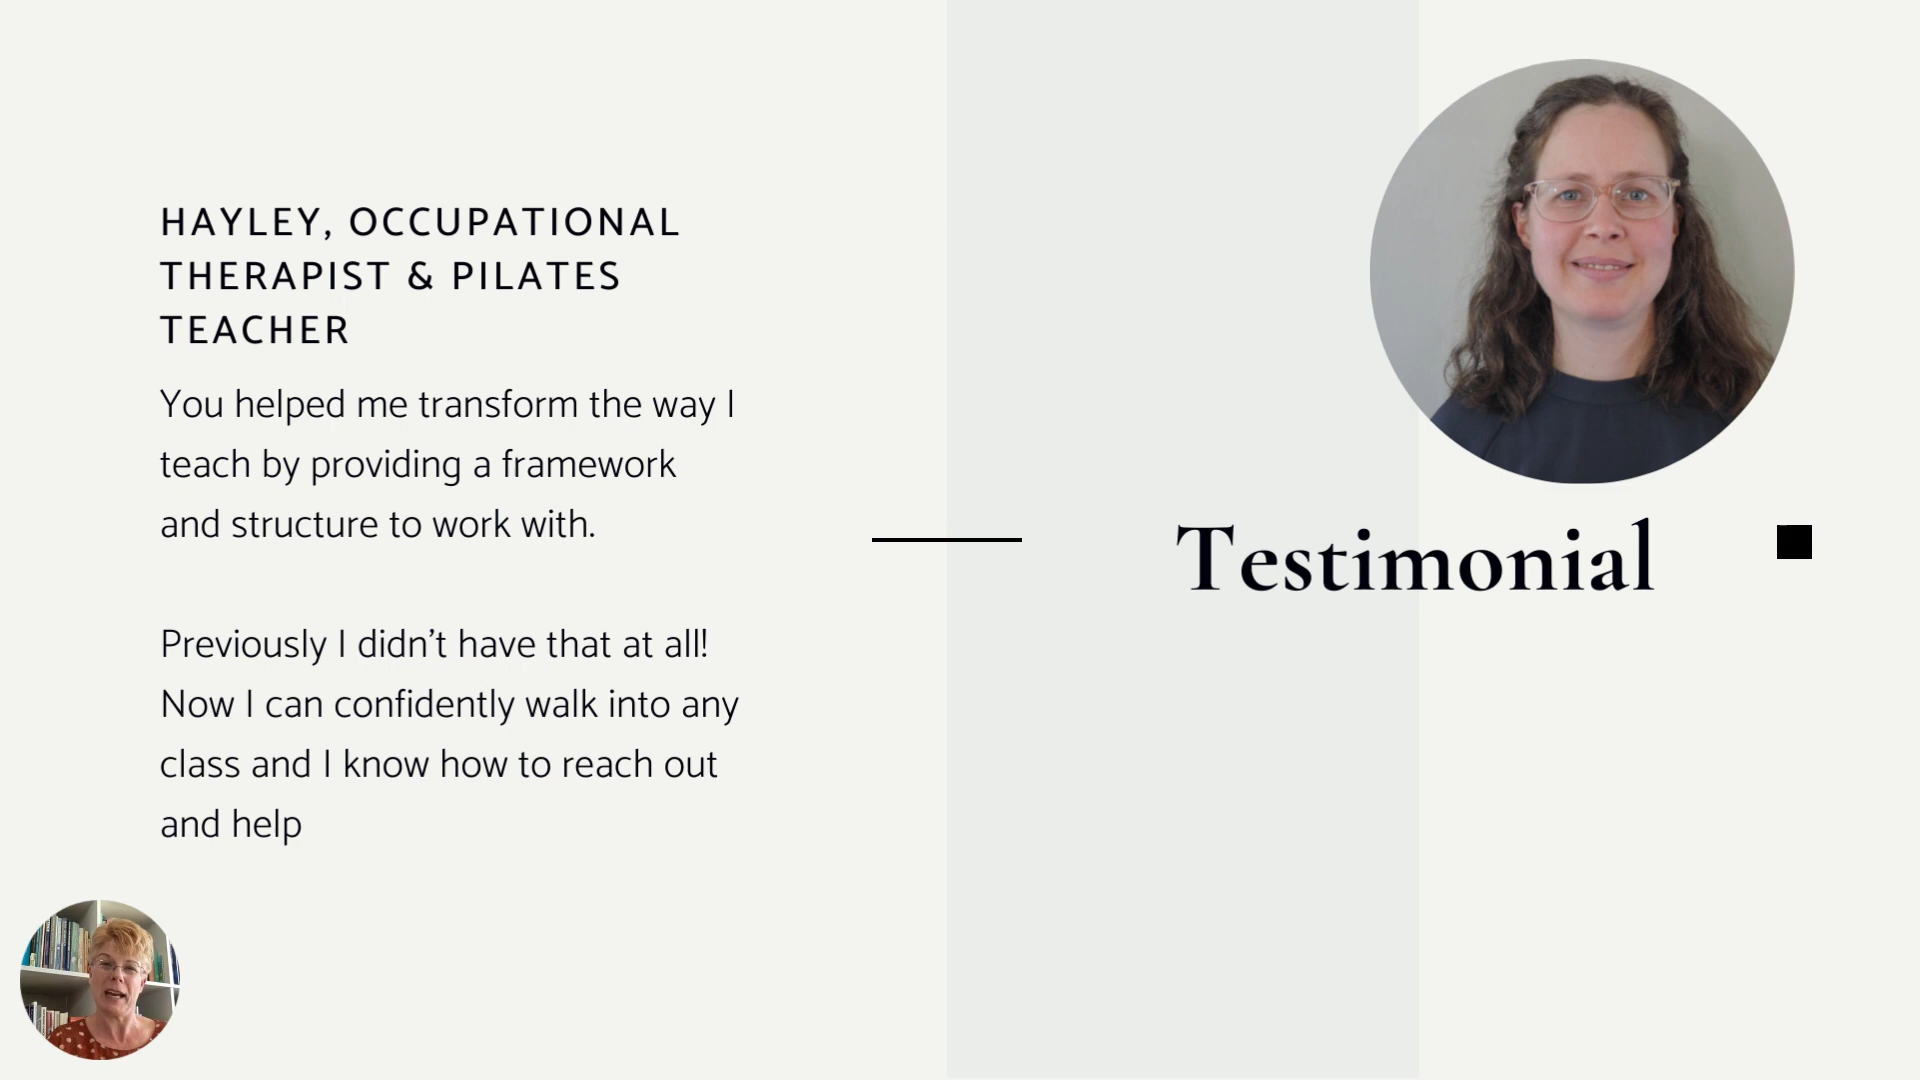 HAYLEY, OCCUPATIONAL
THERAPIST & PILATES
TEACHER
You helped me transform the way I
teach by providing a framework
and structure to work with.
Previously I didn’t have that at all!
Now I can confidently walk into any
class and I know how to reach out
and help
Testimonial